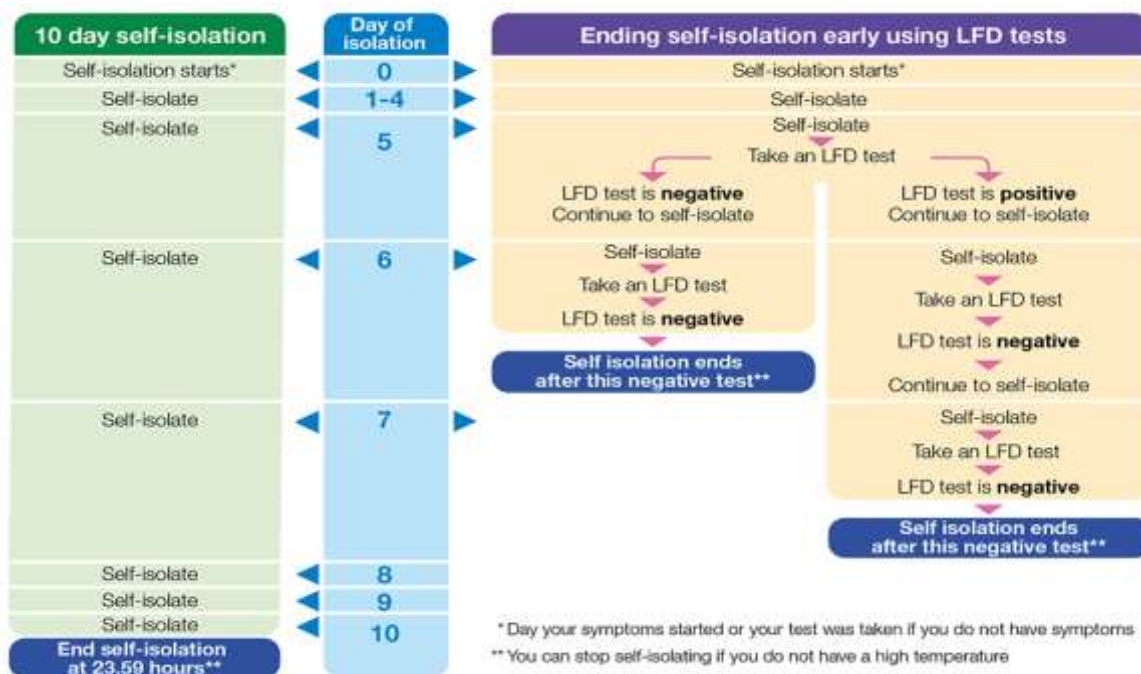 10 day self-isolation
Self-isolation starts*
Self-isolate
Self-isolate
Self-isolate
Self-isolate
Self-isolate
Self-isolate
Self-isolate
End self-isolation
at 23.59 hours**
Day of
isolation
0
1-4
5
6
7
8
9
10
Ending self-isolation early using LFD tests
Self-isolation starts*
Self-isolate
Self-isolate
Take an LFD test
LFD test is negative
Continue to self-isolate
Self-isolate
Take an LFD test
LFD test is negative
Self isolation ends
after this negative test**
LFD test is positive
Continue to self-isolate
Self-isolate
Take an LFD test
LFD test is negative
Continue to self-isolate
Self-isolate
Take an LFD test
LFD test is negative
Self isolation ends
after this negative test**
* Day your symptoms started or your test was taken if you do not have symptoms
** You can stop self-isolating if you do not have a high temperature